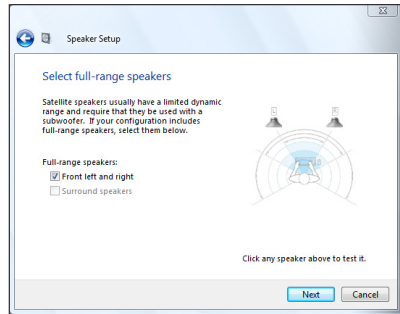 Speaker Setup
Select full-range speakers
Satellite speakers usually have a limited dynamic
range and require that they be used with a
subwoofer. If your configuration includes
full-range speakers, select them below.
L R
Full-range speakers:
Front left and right
Surround speakers
Click any speaker above to test it.
Next Cancel